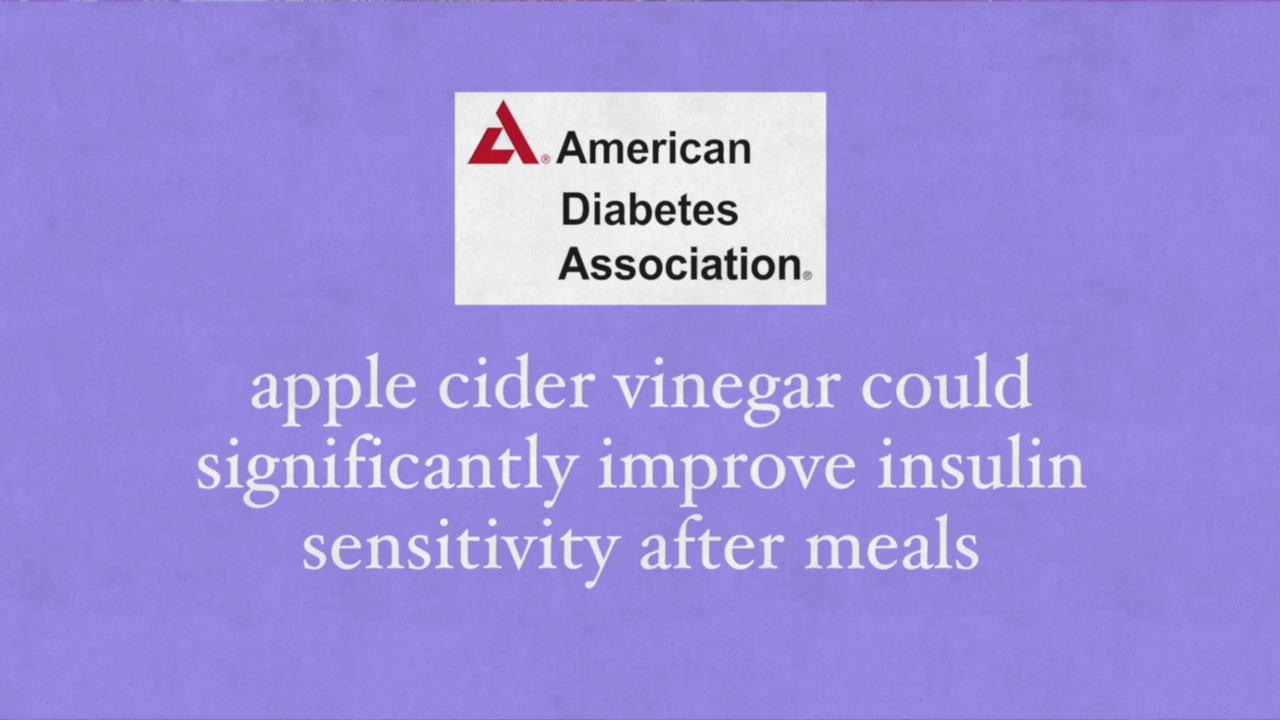 American
Diabetes
Association®
apple cider vinegar could
significantly improve insulin
sensitivity after meals